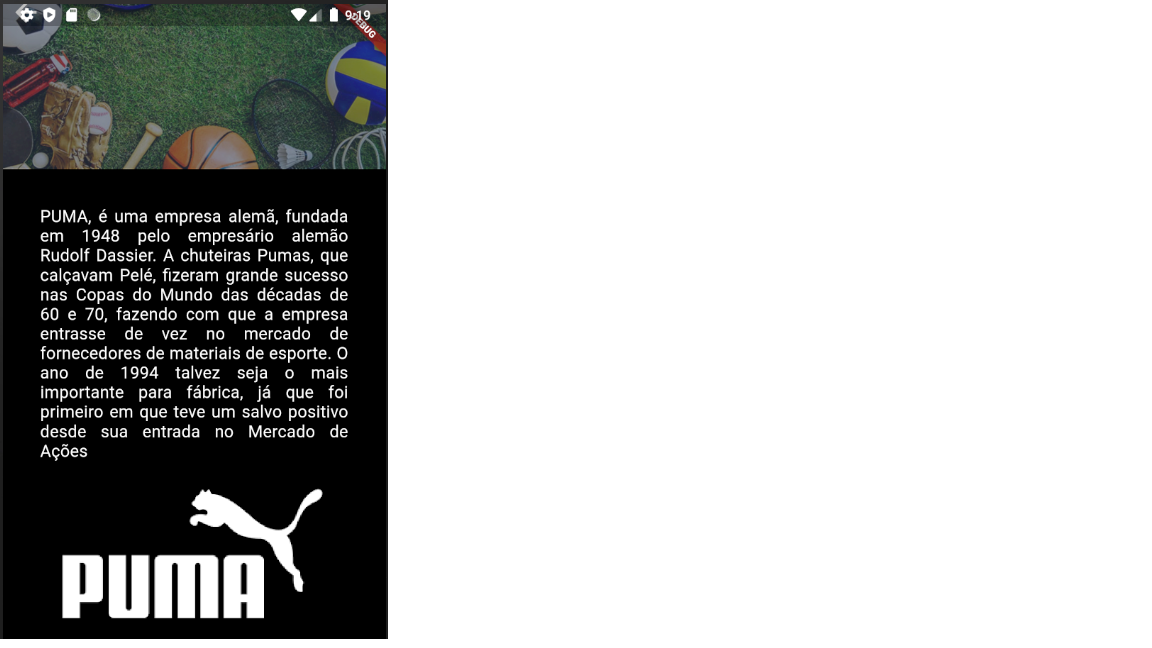 9:19
DEBUG
PUMA, é uma empresa alemã, fundada
em 1948 pelo empresário alemão
Rudolf Dassier. A chuteiras Pumas, que
calçavam Pelé, fizeram grande sucesso
nas Copas do Mundo das décadas de
60 e 70, fazendo com que a empresa
entrasse de vez no mercado de
fornecedores de materiais de esporte. O
ano de 1994 talvez seja o mais
importante para fábrica, já que foi
primeiro em que teve um salvo positivo
desde sua entrada no Mercado de
Ações
PUMA